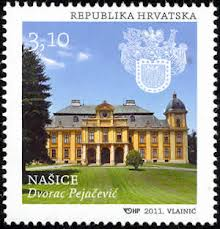 REPUBLIKA HRVATSKA
3,10
NAŠICE
Dvorac Pejačević
HP 2011. VLAINIĆ